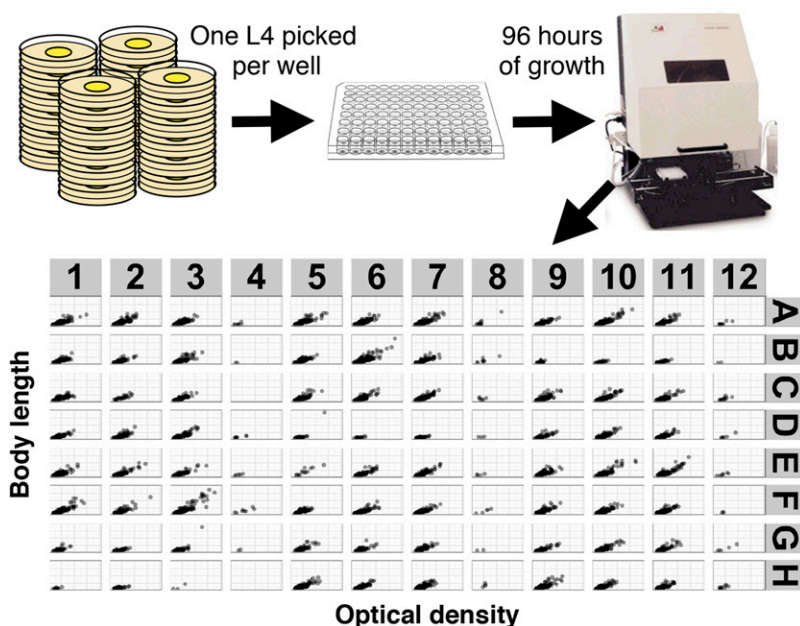 One L4 picked
per well
96 hours
of growth
1 2 3 4 5 6 7 8 9 10 11 12
A
B
C
D
E
F
G
H
Body length
Optical density